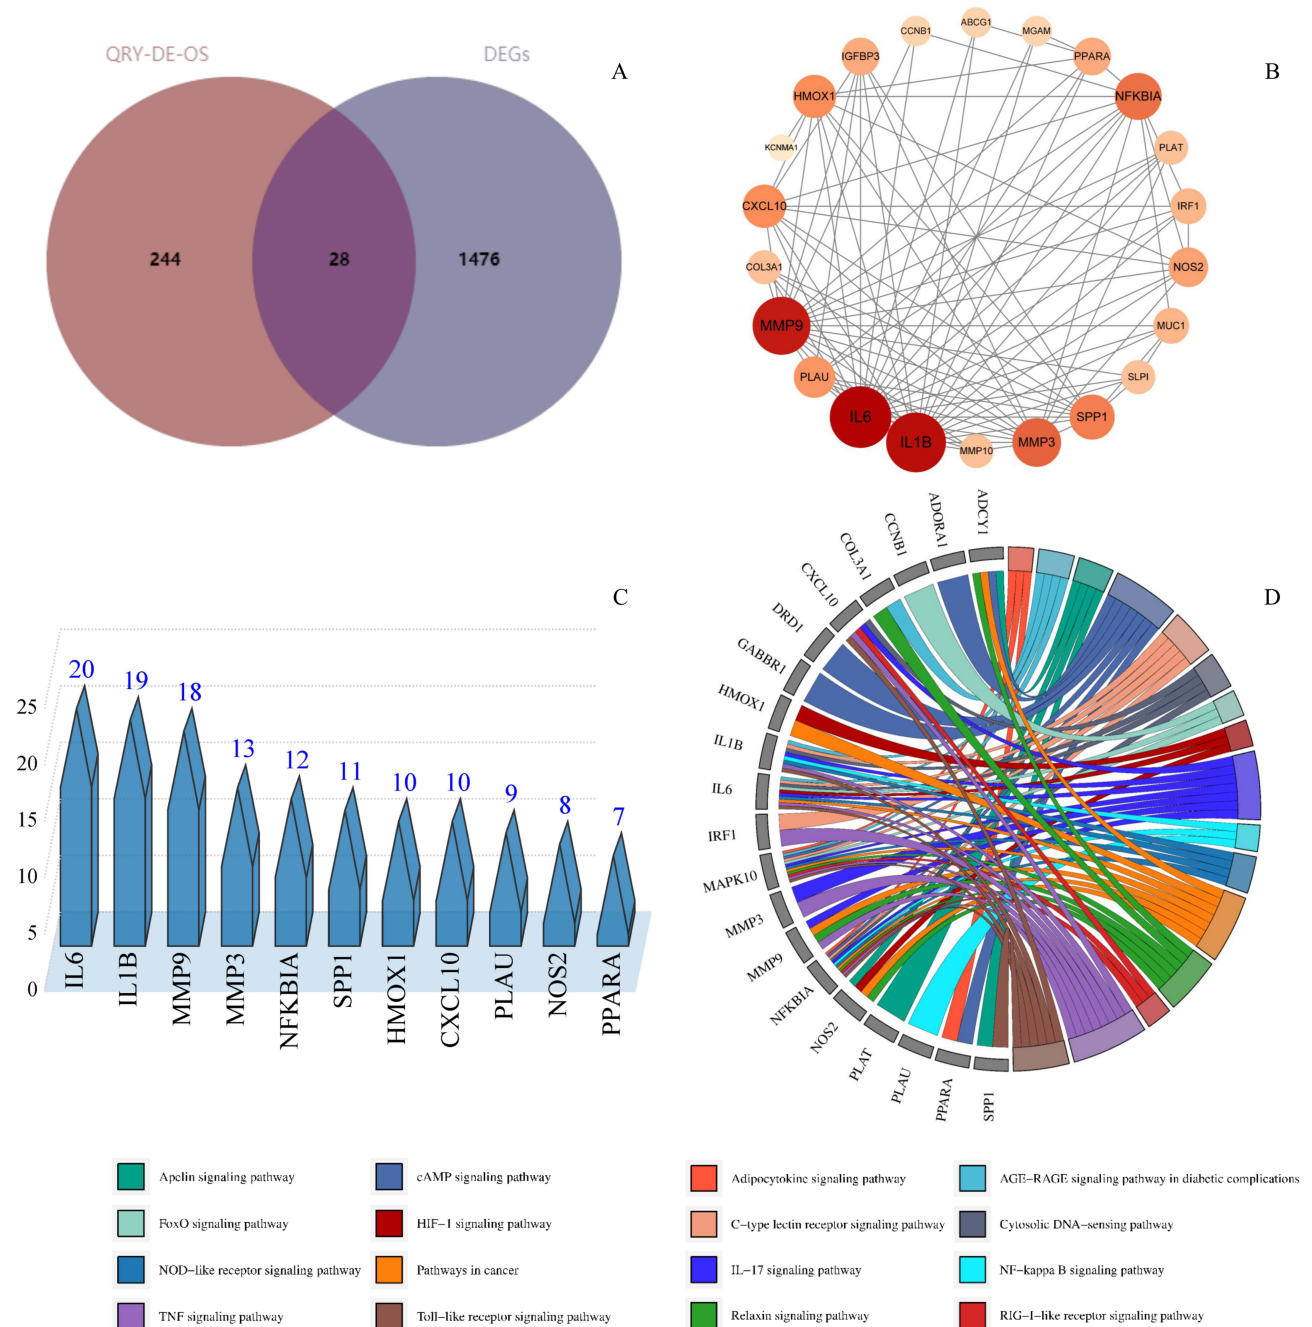 QRY-DE-OS
DEGs
A
244
28
1476
B
ABCG1
CCNB1
MGAM
IGFBP3
PPARA
HMOX1
NFKBIA
KCNMA1
PLAT
CXCL10
IRF1
COL3A1
NOS2
MMP9
MUC1
PLAU
SLPI
IL6
SPP1
IL1B
MMP3
MMP10
C
25
20
15
10
5
0
20
19
18
13
12
11
10
10
9
8
7
IL6
IL1B
MMP9
MMP3
NFKBIA
SPP1
HMOX1
CXCL10
PLAU
NOS2
PPARA
D
ADCY1
ADORA1
CCNB1
COL3A1
CXCL10
DRD1
GABBR1
HMOX1
IL1B
IL6
IRF1
MAPK10
MMP3
MMP9
NFKBIA
NOS2
PLAT
PLAU
PPARA
SPP1
Apelin signaling pathway
cAMP signaling pathway
Adipocytokine signaling pathway
AGE−RAGE signaling pathway in diabetic complications
FoxO signaling pathway
HIF−1 signaling pathway
C−type lectin receptor signaling pathway
Cytosolic DNA−sensing pathway
NOD−like receptor signaling pathway
Pathways in cancer
IL−17 signaling pathway
NF−kappa B signaling pathway
TNF signaling pathway
Toll−like receptor signaling pathway
Relaxin signaling pathway
RIG−I−like receptor signaling pathway